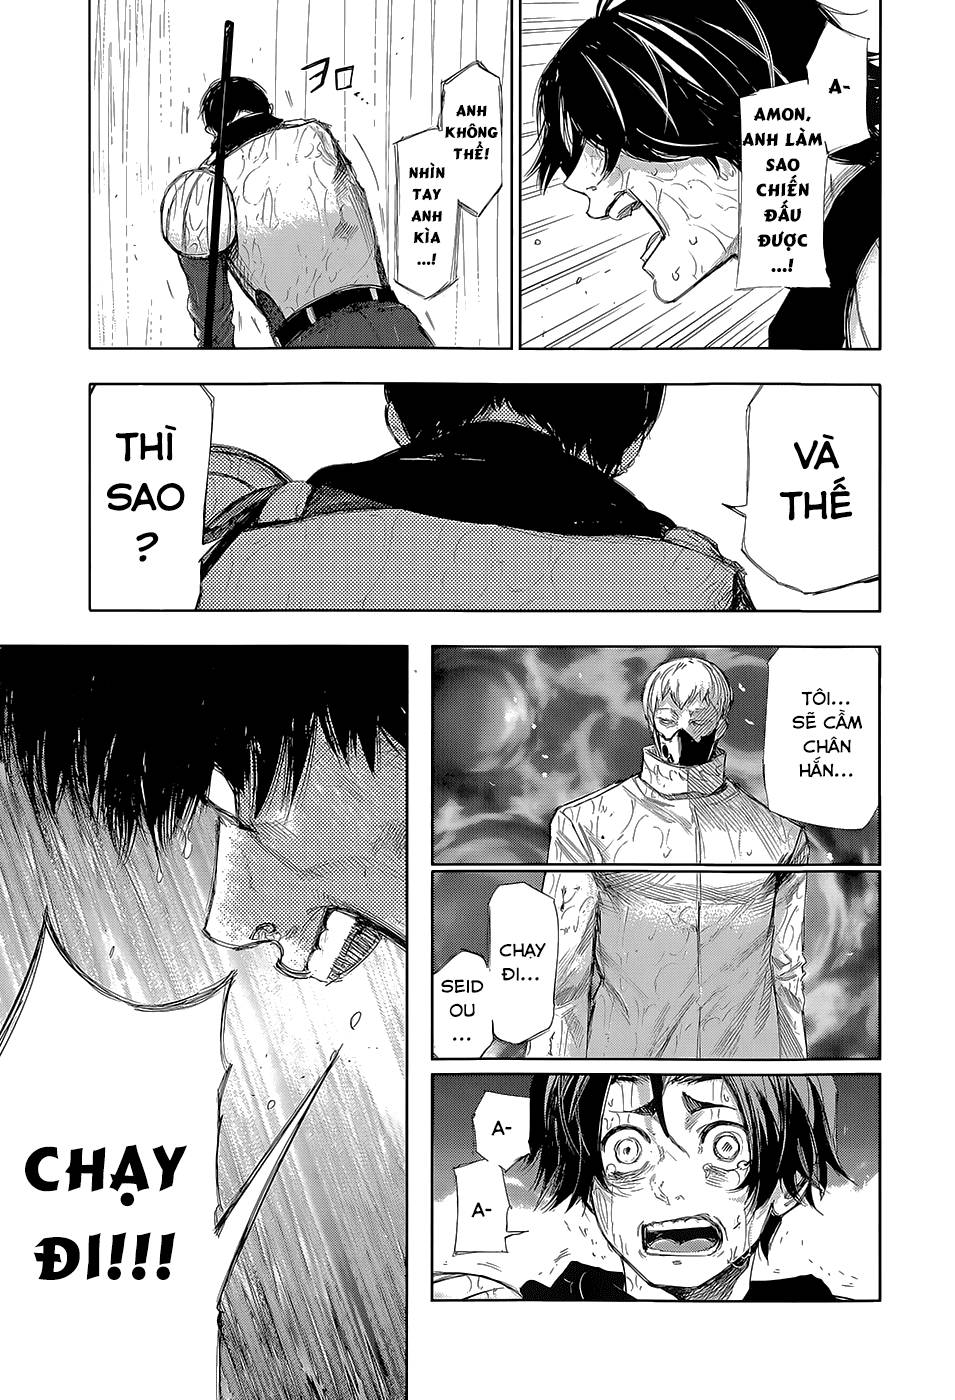 A-
AMON,
ANH LÀM
SAO
CHIẾN
ĐẤU
ĐƯỢC
...!
ANH
KHÔNG
THỂ!
NHÌN
TAY
ANH
KÌA
...!
ヨロ...
VÀ
THẾ
THÌ
SAO
?
TÔI...
SẼ CẦM
CHÂN
HẮN...
CHẠY
ĐI...
SEID
OU
...
A-
A-
CHẠY
ĐI!!!